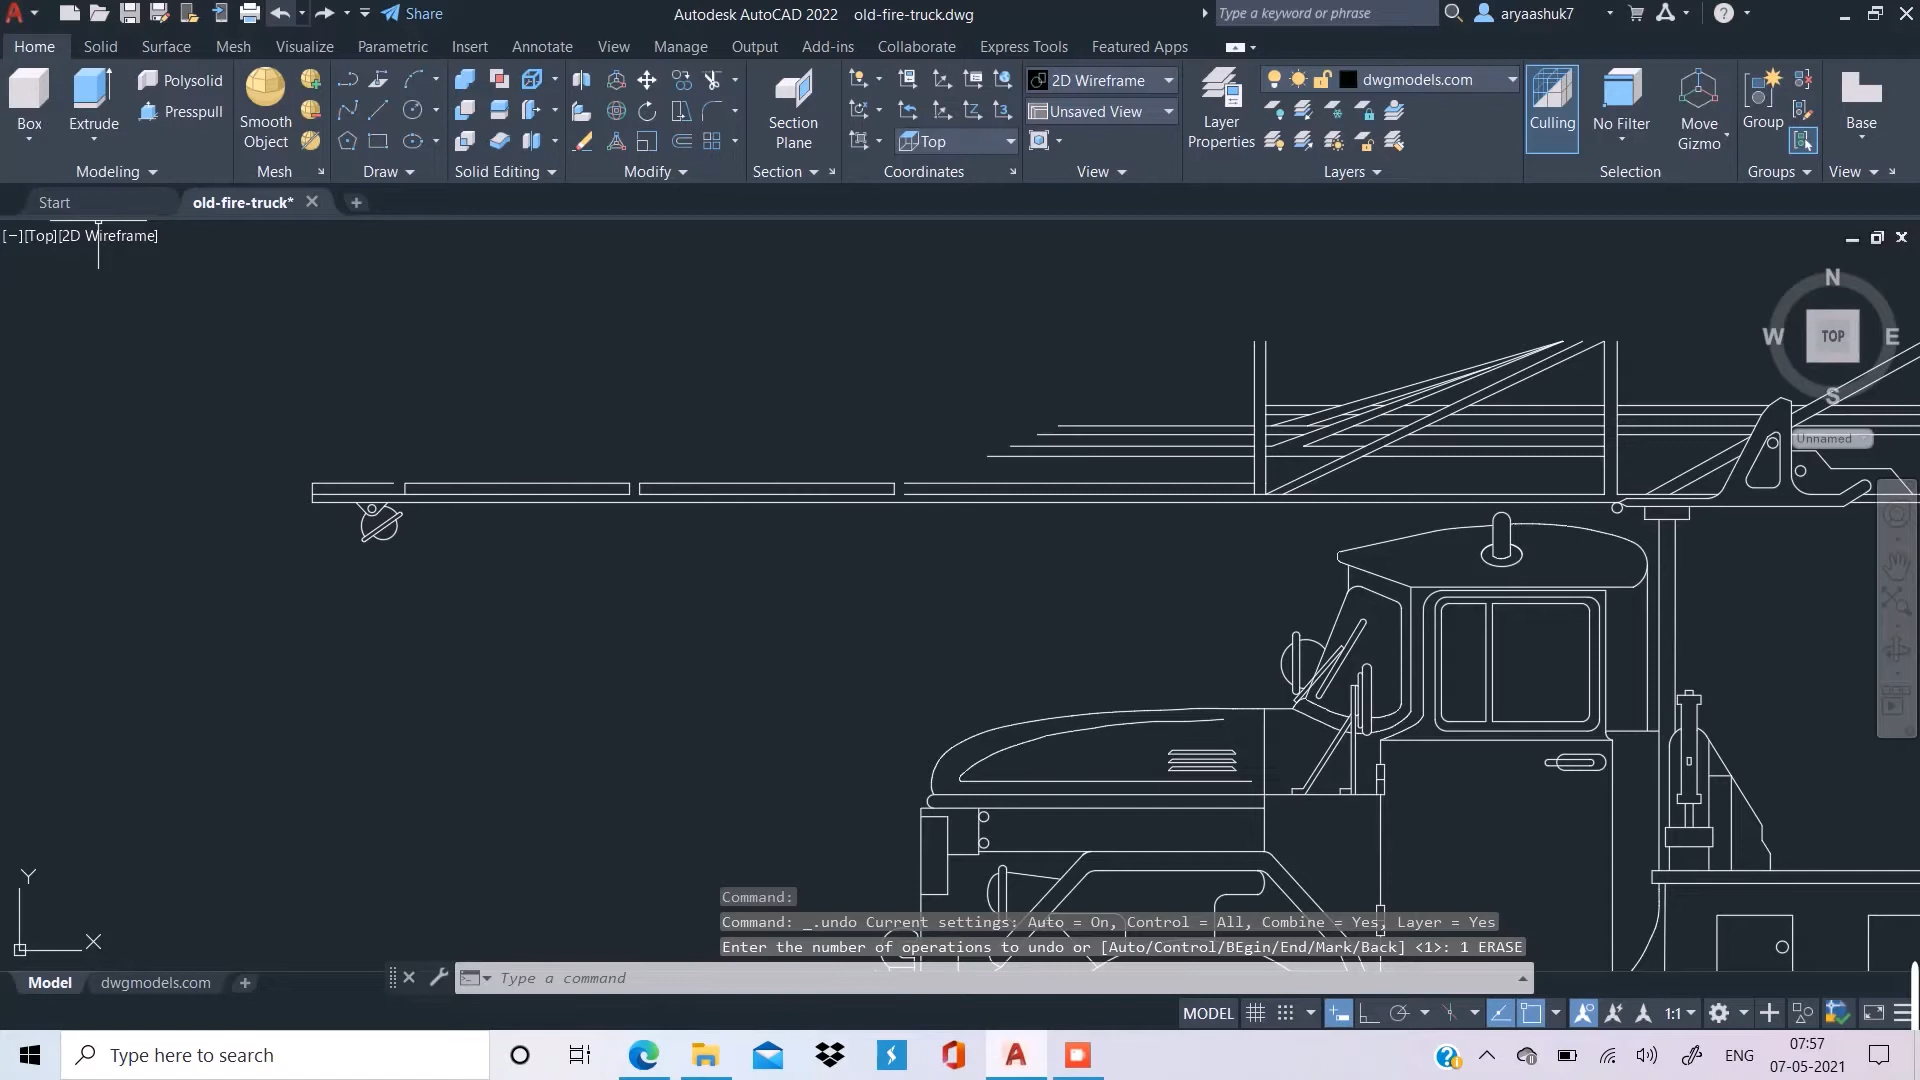 Share
Autodesk AutoCAD 2022 old-fire-truck.dwg
Type a keyword or phrase
aryaashuk7
Home Solid Surface Mesh Visualize Parametric Insert Annotate View Manage Output Add-ins Collaborate Express Tools Featured Apps
Box
Extrude
Polysolid
Presspull
Smooth Object
Section Plane
Top
2D Wireframe
Unsaved View
Layer Properties
dwgmodels.com
Culling
No Filter
Move Gizmo
Group
Base
Modeling Mesh Draw Solid Editing Modify Section Coordinates View Layers Selection Groups View
Start old-fire-truck*
[−][Top][2D Wireframe]
N
W TOP E
S
Unnamed
Y
X
Command:
Command: _.undo Current settings: Auto = On, Control = All, Combine = Yes, Layer = Yes
Enter the number of operations to undo or [Auto/Control/BEgin/End/Mark/Back] <1>: 1 ERASE
Type a command
Model dwgmodels.com
MODEL 1:1
Type here to search
ENG
07:57
07-05-2021